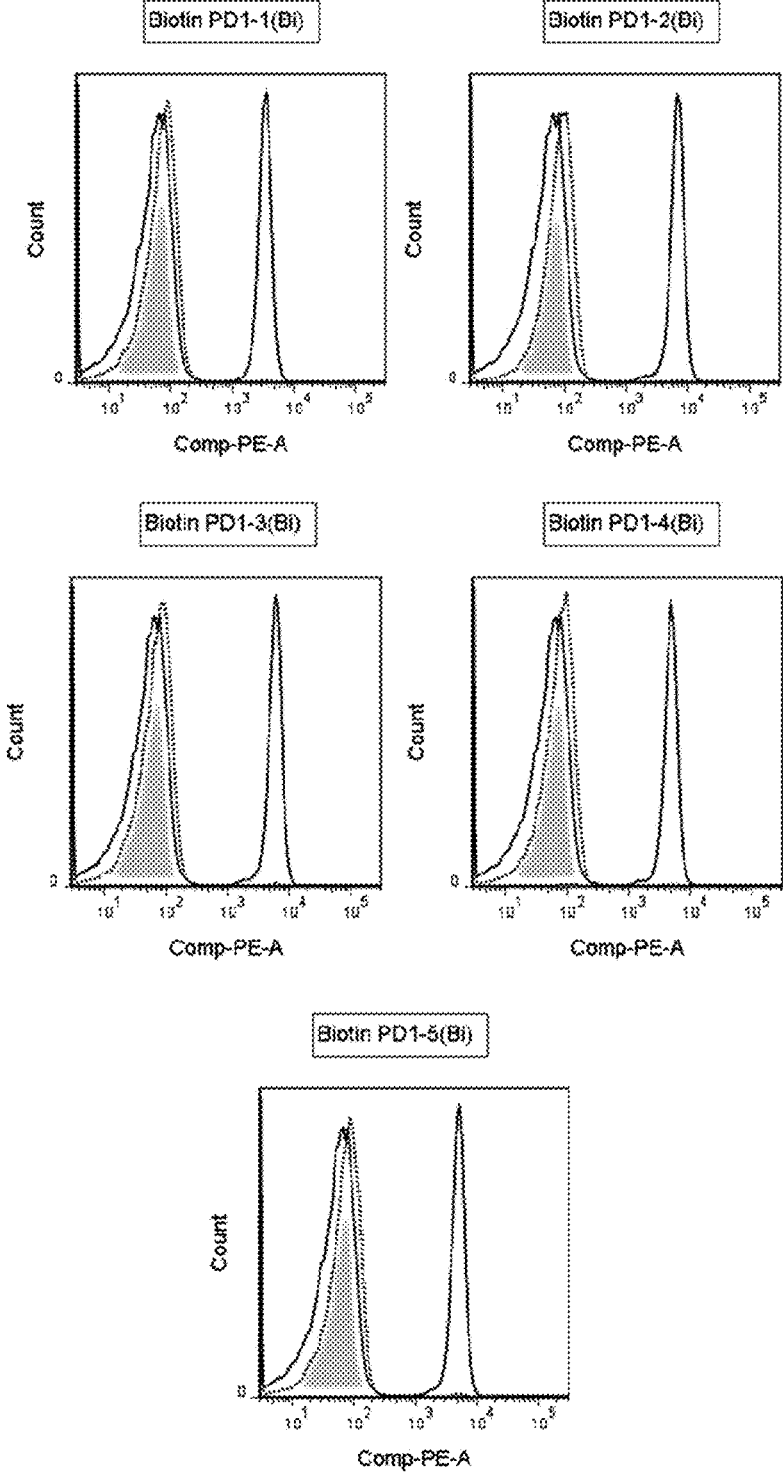 Biotin PD1-1(Bi)
Biotin PD1-2(Bi)
Count
0
10¹ 10² 10³ 10⁴ 10⁵
Comp-PE-A
Count
0
10¹ 10² 10³ 10⁴ 10⁵
Comp-PE-A
Biotin PD1-3(Bi)
Biotin PD1-4(Bi)
Count
0
10¹ 10² 10³ 10⁴ 10⁵
Comp-PE-A
Count
0
10¹ 10² 10³ 10⁴ 10⁵
Comp-PE-A
Biotin PD1-5(Bi)
Count
0
10¹ 10² 10³ 10⁴ 10⁵
Comp-PE-A